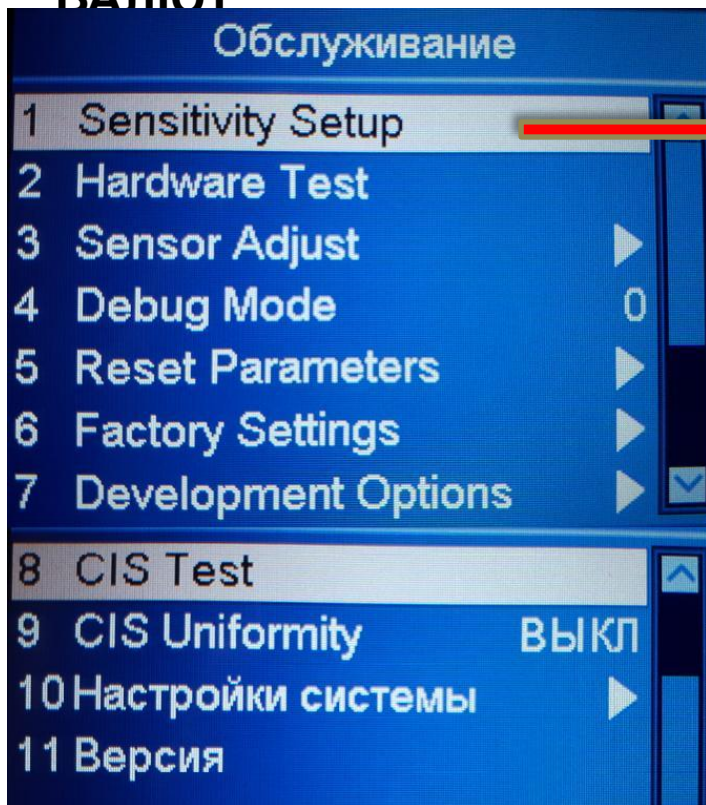 ВАЛЮТ
Обслуживание
1 Sensitivity Setup
2 Hardware Test
3 Sensor Adjust
4 Debug Mode 0
5 Reset Parameters
6 Factory Settings
7 Development Options
8 CIS Test
9 CIS Uniformity ВЫКЛ
10 Настройки системы
11 Версия